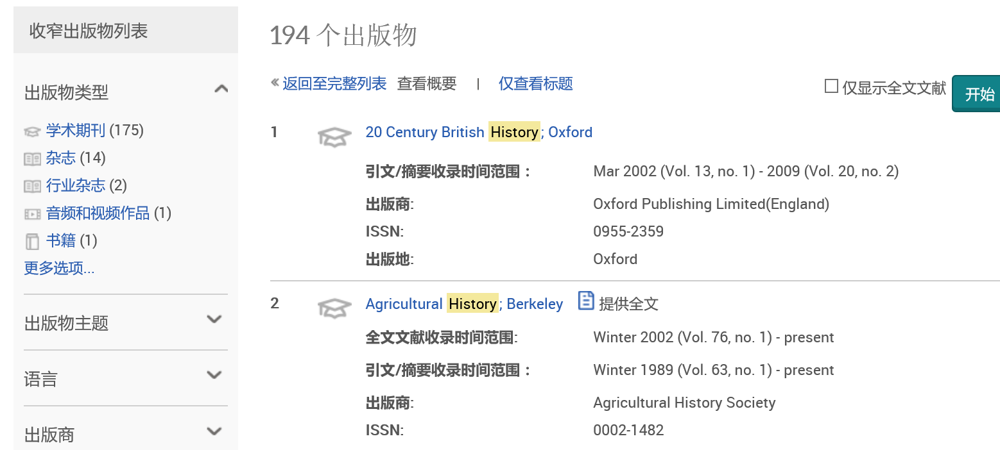 收窄出版物列表
出版物类型
学术期刊 (175)
杂志 (14)
行业杂志 (2)
音频和视频作品 (1)
书籍 (1)
更多选项...
出版物主题
语言
出版商
194 个出版物
« 返回至完整列表 查看概要 | 仅查看标题
仅显示全文文献 开始
1 20 Century British History; Oxford
引文/摘要收录时间范围： Mar 2002 (Vol. 13, no. 1) - 2009 (Vol. 20, no. 2)
出版商: Oxford Publishing Limited(England)
ISSN: 0955-2359
出版地: Oxford
2 Agricultural History; Berkeley 提供全文
全文文献收录时间范围: Winter 2002 (Vol. 76, no. 1) - present
引文/摘要收录时间范围： Winter 1989 (Vol. 63, no. 1) - present
出版商: Agricultural History Society
ISSN: 0002-1482